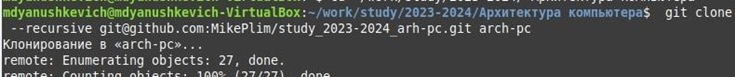 mdyanushkevich@mdyanushkevich-VirtualBox:~/work/study/2023-2024/Архитектура компьютера$ git clone
--recursive git@github.com:MikePlim/study_2023-2024_arh-pc.git arch-pc
Клонирование в «arch-pc»...
remote: Enumerating objects: 27, done.
remote: Counting objects: 100% (27/27), done.